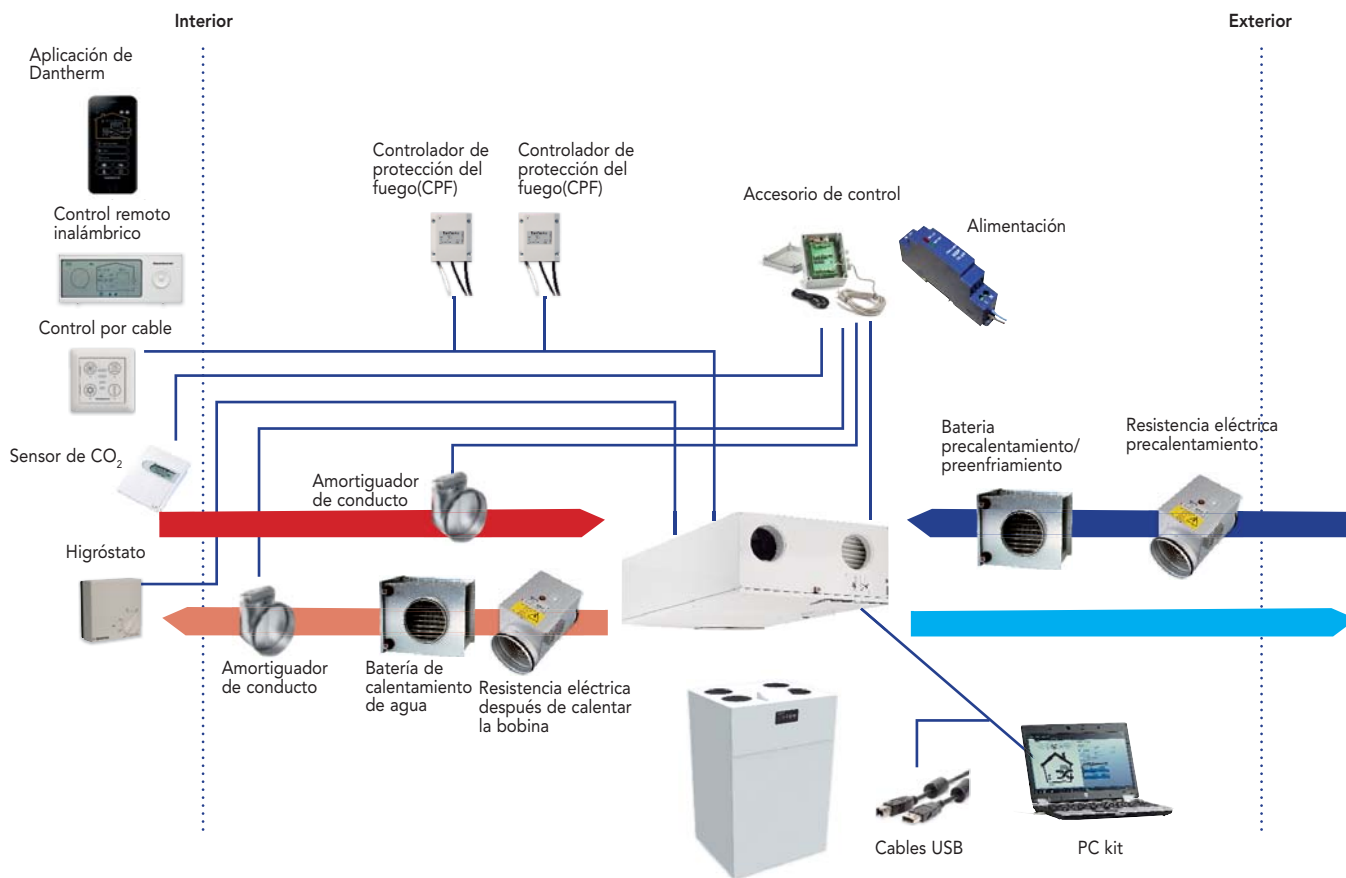 Interior
Exterior
Aplicación de
Dantherm
Controlador de
protección del
fuego(CPF)
Controlador de
protección del
fuego(CPF)
Accesorio de control
Alimentación
Control remoto
inalámbrico
Control por cable
Sensor de CO₂
Amortiguador
de conducto
Bateria
precalentamiento/
preenfriamiento
Resistencia eléctrica
precalentamiento
Higróstato
Amortiguador
de conducto
Batería de
calentamiento
de agua
Resistencia eléctrica
después de calentar
la bobina
Cables USB
PC kit